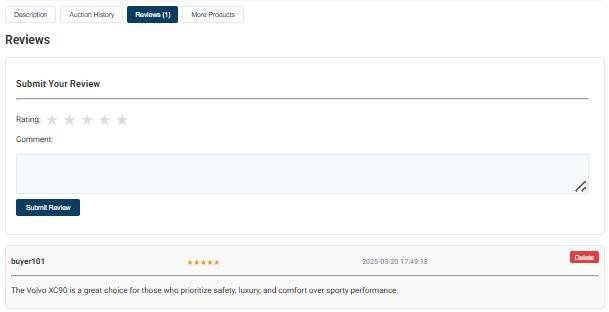 Description Auction History Reviews (1) More Products
Reviews
Submit Your Review
Rating:
Comment:
Submit Review
buyer101 2025-03-20 17:49:18 Delete
The Volvo XC90 is a great choice for those who prioritize safety, luxury, and comfort over sporty performance.